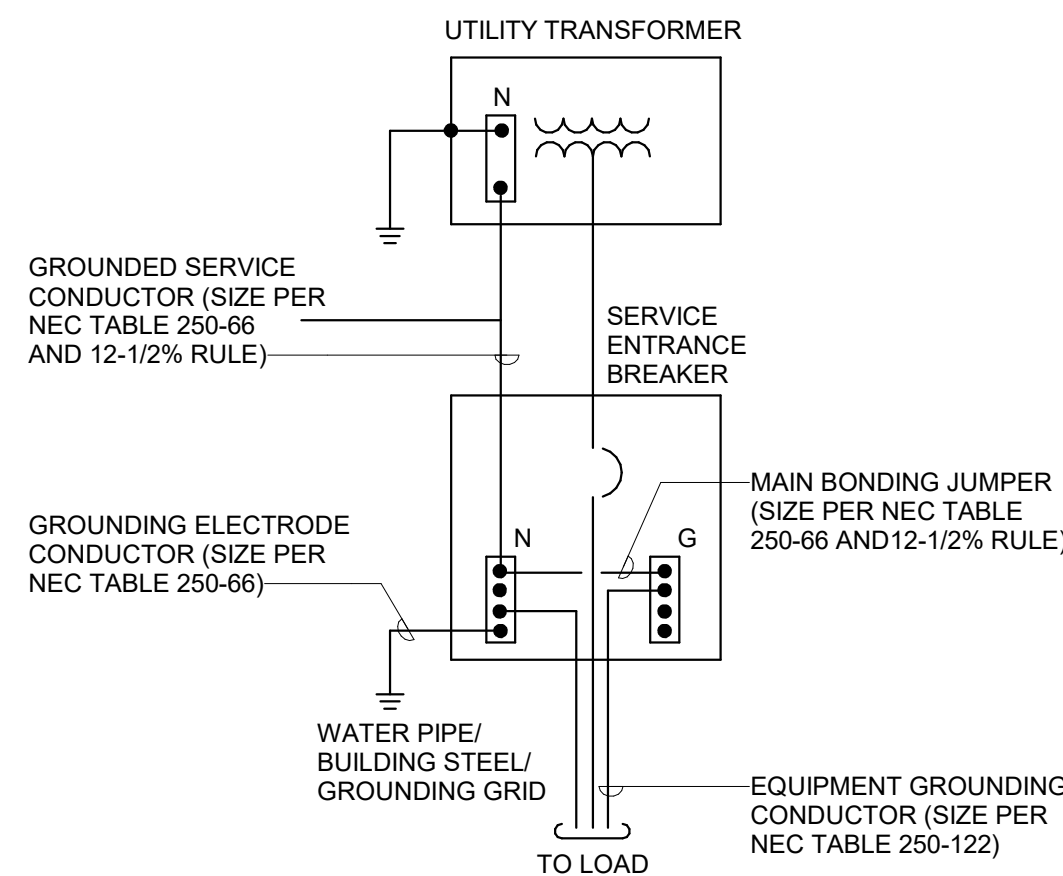 UTILITY TRANSFORMER
N
GROUNDED SERVICE
CONDUCTOR (SIZE PER
NEC TABLE 250-66
AND 12-1/2% RULE)
SERVICE
ENTRANCE
BREAKER
MAIN BONDING JUMPER
(SIZE PER NEC TABLE
250-66 AND12-1/2% RULE)
GROUNDING ELECTRODE
CONDUCTOR (SIZE PER
NEC TABLE 250-66)
N
G
WATER PIPE/
BUILDING STEEL/
GROUNDING GRID
EQUIPMENT GROUNDING
CONDUCTOR (SIZE PER
NEC TABLE 250-122)
TO LOAD